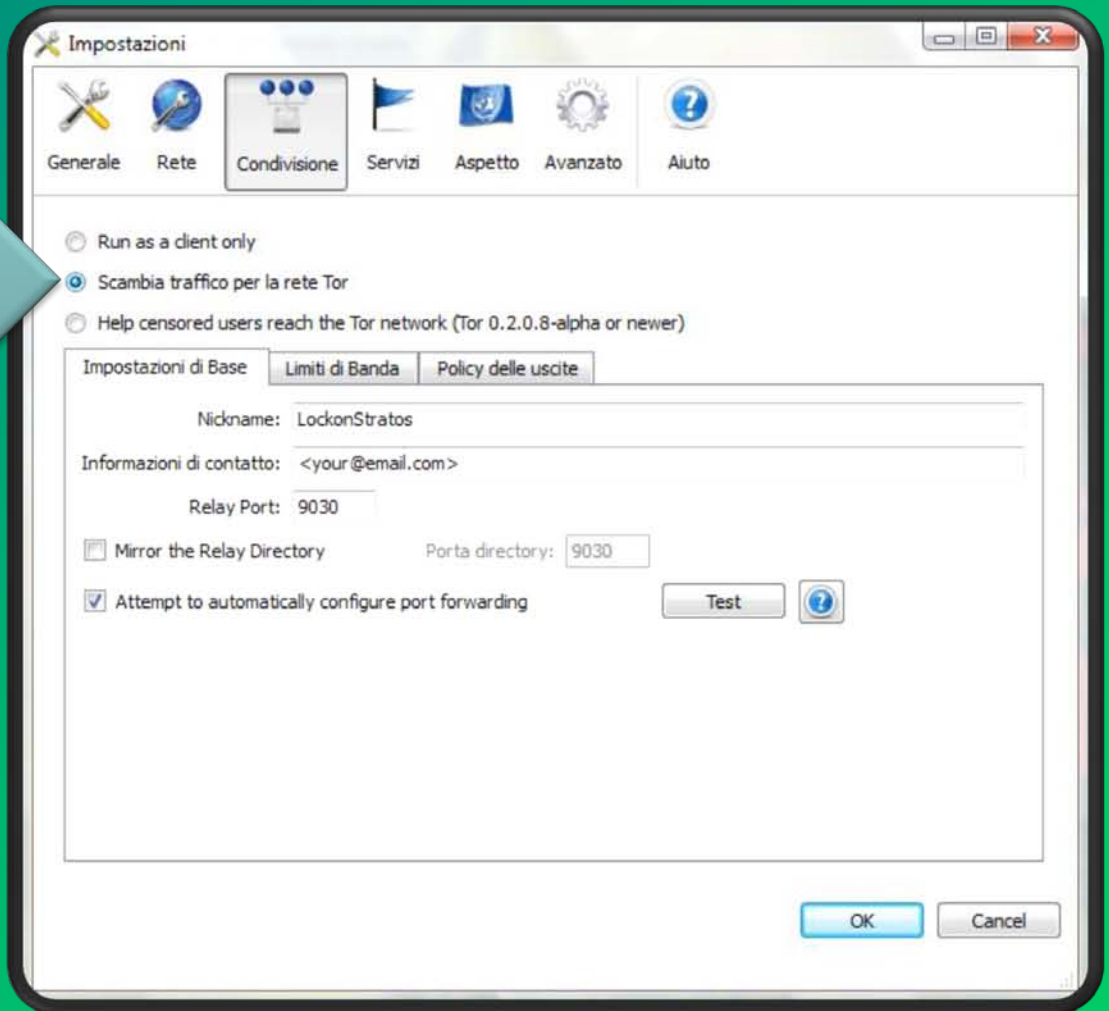 Impostazioni
Generale Rete Condivisione Servizi Aspetto Avanzato Aiuto
Run as a client only
Scambia traffico per la rete Tor
Help censored users reach the Tor network (Tor 0.2.0.8-alpha or newer)
Impostazioni di Base Limiti di Banda Policy delle uscite
Nickname: LockonStratos
Informazioni di contatto: <your@email.com>
Relay Port: 9030
Mirror the Relay Directory Porta directory: 9030
Attempt to automatically configure port forwarding Test
OK Cancel